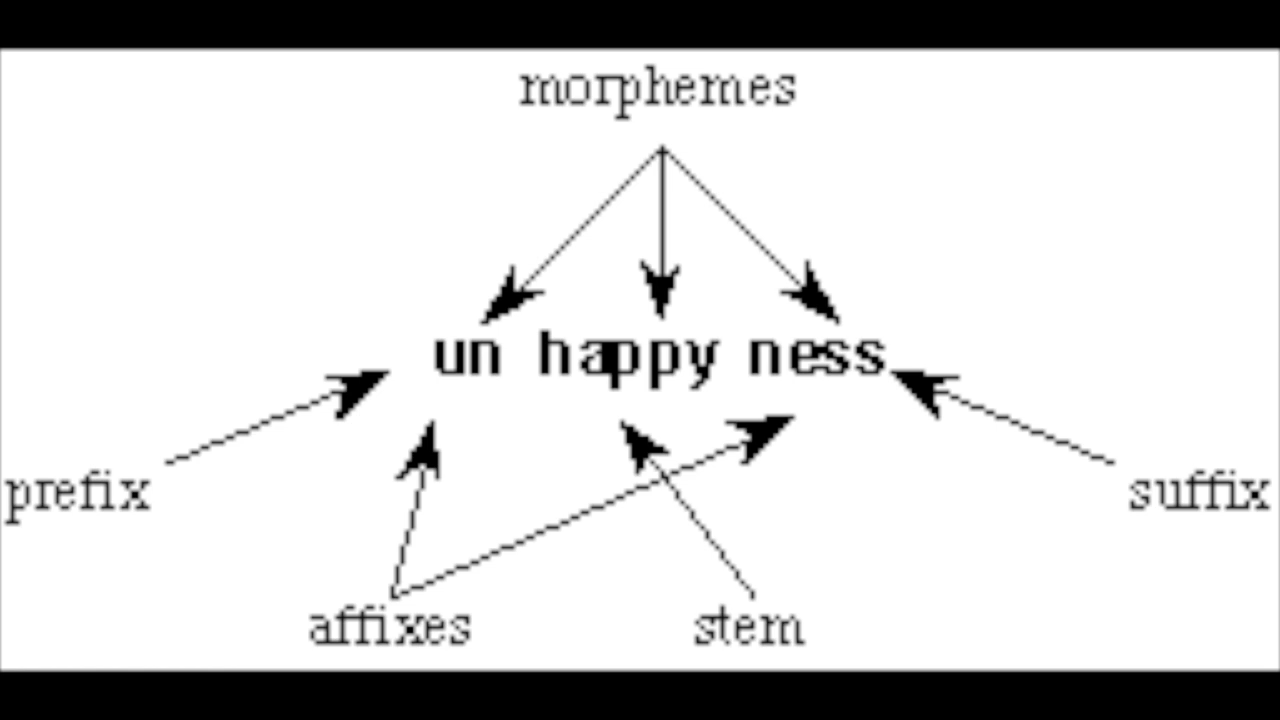 morphemes
un happy ness
prefix
suffix
affixes
stem